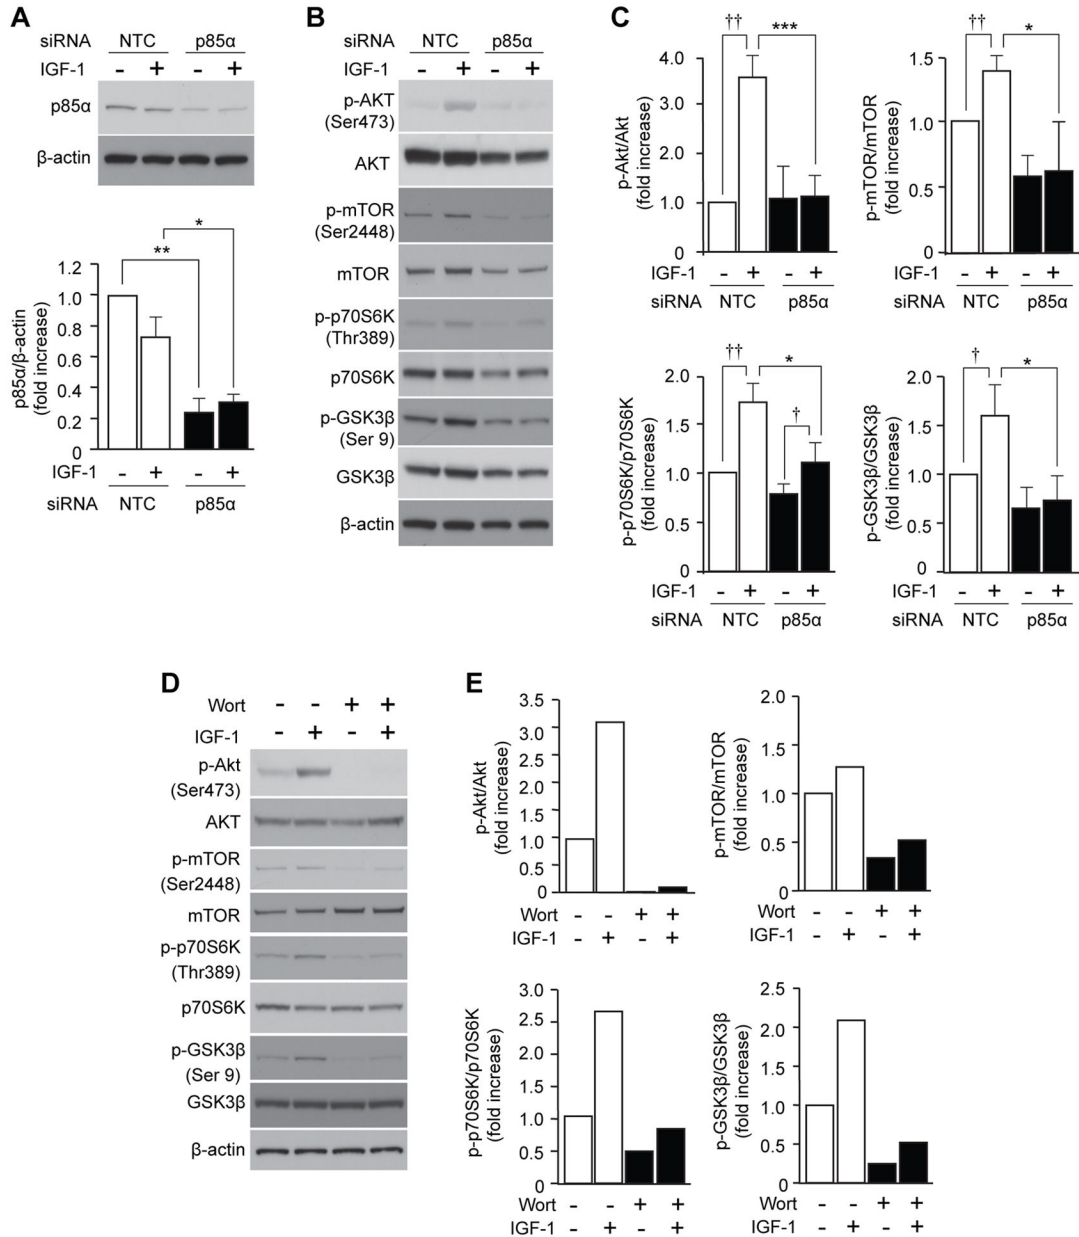 A
siRNA NTC p85α
IGF-1 - + - +
p85α
β-actin
* 
**
p85α/β-actin
(fold increase)
1.2
1.0
0.8
0.6
0.4
0.2
0
IGF-1 - + - +
siRNA NTC p85α
B
siRNA NTC p85α
IGF-1 - + - +
p-AKT
(Ser473)
AKT
p-mTOR
(Ser2448)
mTOR
p-p70S6K
(Thr389)
p70S6K
p-GSK3β
(Ser 9)
GSK3β
β-actin
C
†† ***
p-Akt/Akt
(fold increase)
4.0
3.0
2.0
1.0
0
IGF-1 - + - +
siRNA NTC p85α
†† *
p-mTOR/mTOR
(fold increase)
1.5
1.0
0.5
0
IGF-1 - + - +
siRNA NTC p85α
†† *
†
p-p70S6K/p70S6K
(fold increase)
2.0
1.5
1.0
0.5
0
IGF-1 - + - +
siRNA NTC p85α
† *
p-GSK3β/GSK3β
(fold increase)
2.0
1.5
1.0
0.5
0
IGF-1 - + - +
siRNA NTC p85α
D
Wort - - + +
IGF-1 - + - +
p-Akt
(Ser473)
AKT
p-mTOR
(Ser2448)
mTOR
p-p70S6K
(Thr389)
p70S6K
p-GSK3β
(Ser 9)
GSK3β
β-actin
E
p-Akt/Akt
(fold increase)
3.5
3.0
2.5
2.0
1.5
1.0
0.5
0
Wort - - + +
IGF-1 - + - +
p-mTOR/mTOR
(fold increase)
2.0
1.5
1.0
0.5
0
Wort - - + +
IGF-1 - + - +
p-p70S6K/p70S6K
(fold increase)
3.0
2.5
2.0
1.5
1.0
0.5
0
Wort - - + +
IGF-1 - + - +
p-GSK3β/GSK3β
(fold increase)
2.5
2.0
1.5
1.0
0.5
0
Wort - - + +
IGF-1 - + - +